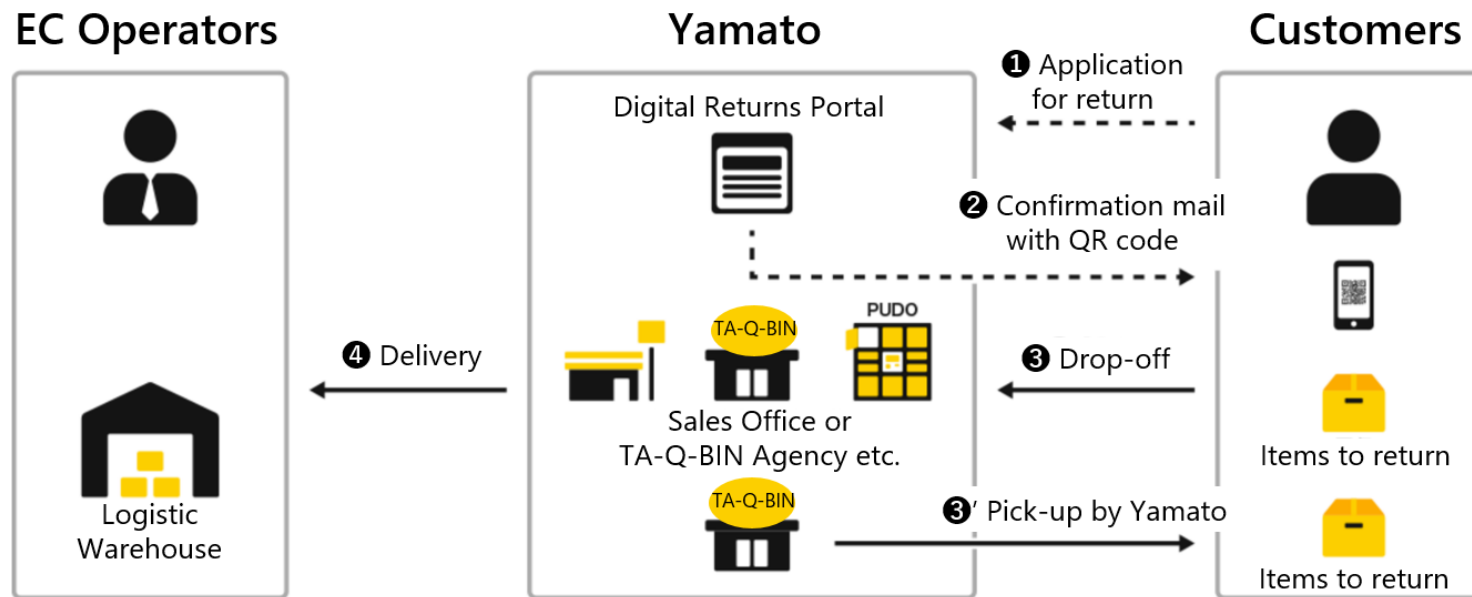 EC Operators
Yamato
Customers
❶ Application
for return
Digital Returns Portal
❷ Confirmation mail
with QR code
TA-Q-BIN
PUDO
❹ Delivery
❸ Drop-off
Sales Office or
TA-Q-BIN Agency etc.
Items to return
TA-Q-BIN
❸’ Pick-up by Yamato
Logistic
Warehouse
Items to return